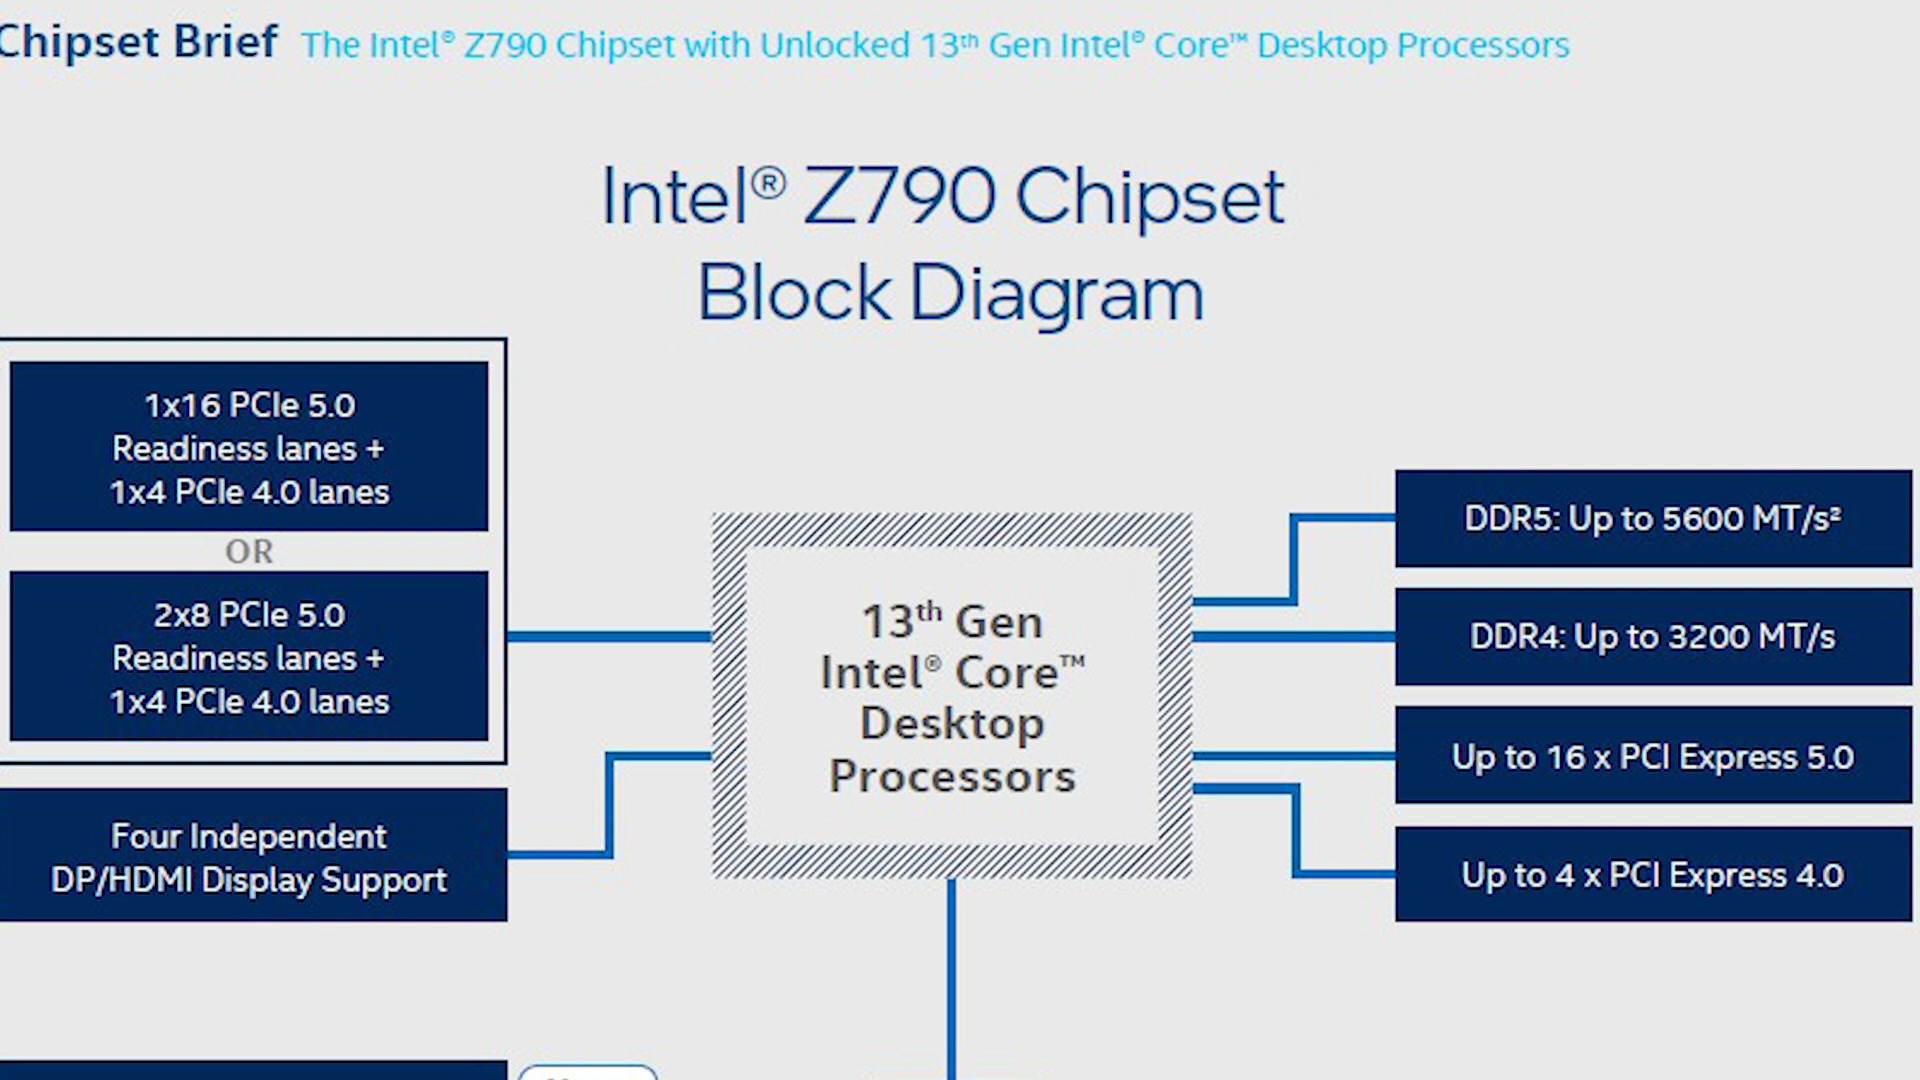 Chipset Brief The Intel® Z790 Chipset with Unlocked 13th Gen Intel® Core™ Desktop Processors
Intel® Z790 Chipset
Block Diagram
1x16 PCIe 5.0
Readiness lanes +
1x4 PCIe 4.0 lanes
OR
2x8 PCIe 5.0
Readiness lanes +
1x4 PCIe 4.0 lanes
Four Independent
DP/HDMI Display Support
13th Gen
Intel® Core™
Desktop
Processors
DDR5: Up to 5600 MT/s²
DDR4: Up to 3200 MT/s
Up to 16 x PCI Express 5.0
Up to 4 x PCI Express 4.0